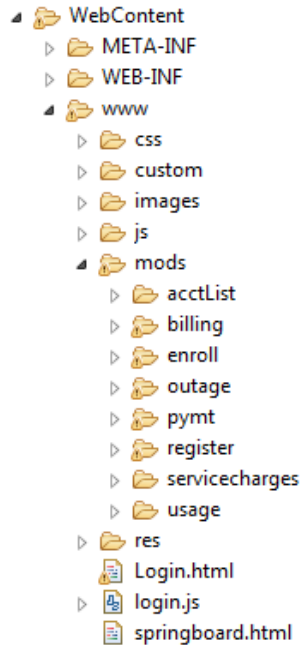 WebContent
META-INF
WEB-INF
www
css
custom
images
js
mods
acctList
billing
enroll
outage
pymt
register
servicecharges
usage
res
Login.html
login.js
springboard.html